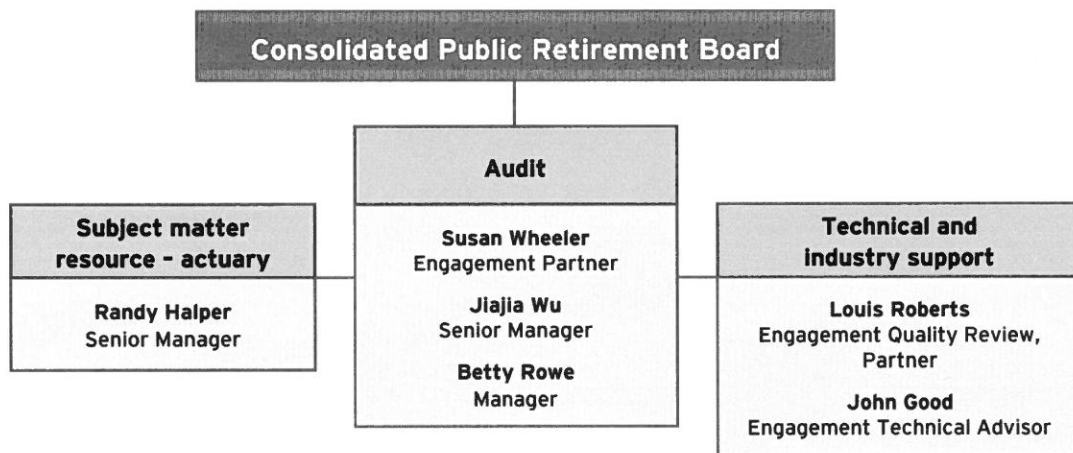 Consolidated Public Retirement Board
Audit
Susan Wheeler
Engagement Partner
Jiajia Wu
Senior Manager
Betty Rowe
Manager
Subject matter
resource - actuary
Randy Halper
Senior Manager
Technical and
industry support
Louis Roberts
Engagement Quality Review,
Partner
John Good
Engagement Technical Advisor